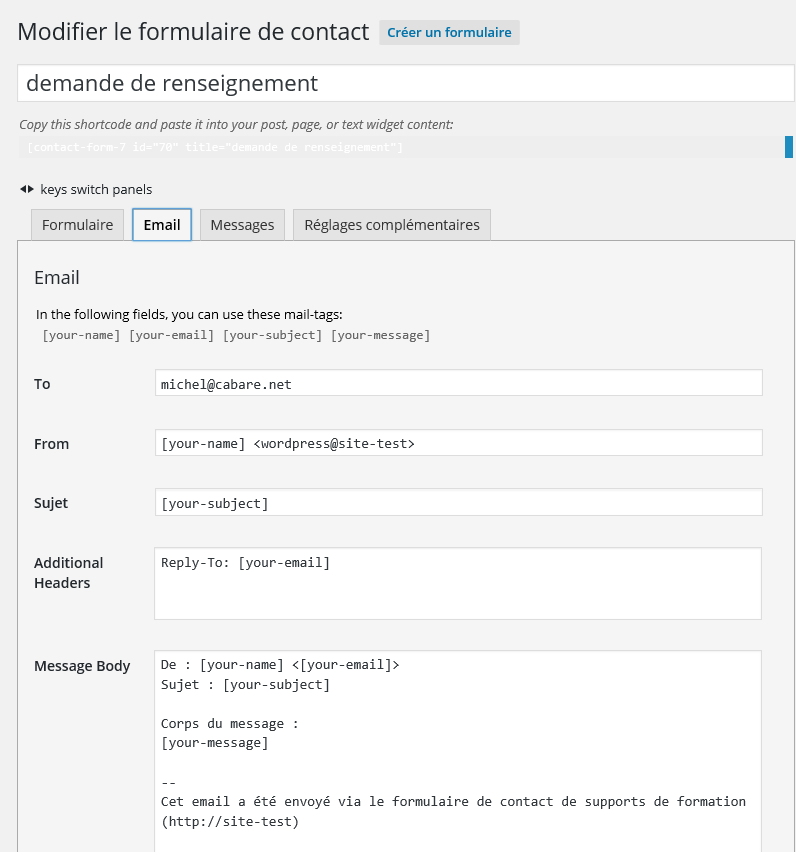 Modifier le formulaire de contact Créer un formulaire
demande de renseignement
Copy this shortcode and paste it into your post, page, or text widget content:
[contact-form-7 id="70" title="demande de renseignement"]
keys switch panels
Formulaire Email Messages Réglages complémentaires
Email
In the following fields, you can use these mail-tags:
[your-name] [your-email] [your-subject] [your-message]
To michel@cabare.net
From [your-name] <wordpress@site-test>
Sujet [your-subject]
Additional Headers Reply-To: [your-email]
Message Body De : [your-name] <[your-email]>
Sujet : [your-subject]
Corps du message :
[your-message]
--
Cet email a été envoyé via le formulaire de contact de supports de formation
(http://site-test)